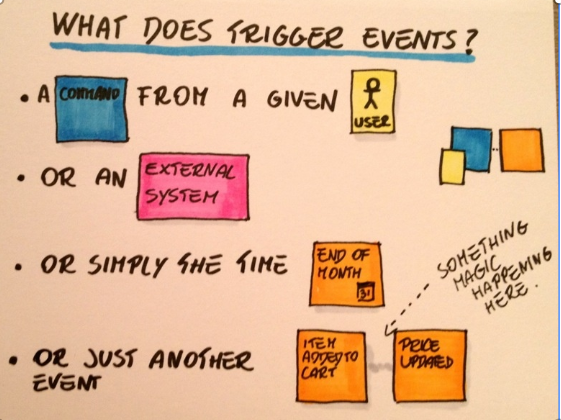 WHAT DOES TRIGGER EVENTS?
• A COMMAND FROM A GIVEN USER
• OR AN EXTERNAL SYSTEM
• OR SIMPLY THE TIME
END OF
MONTH
31
SOMETHING
MAGIC
HAPPENING
HERE.
• OR JUST ANOTHER
EVENT
ITEM
ADDED TO
CART
PRICE
UPDAED